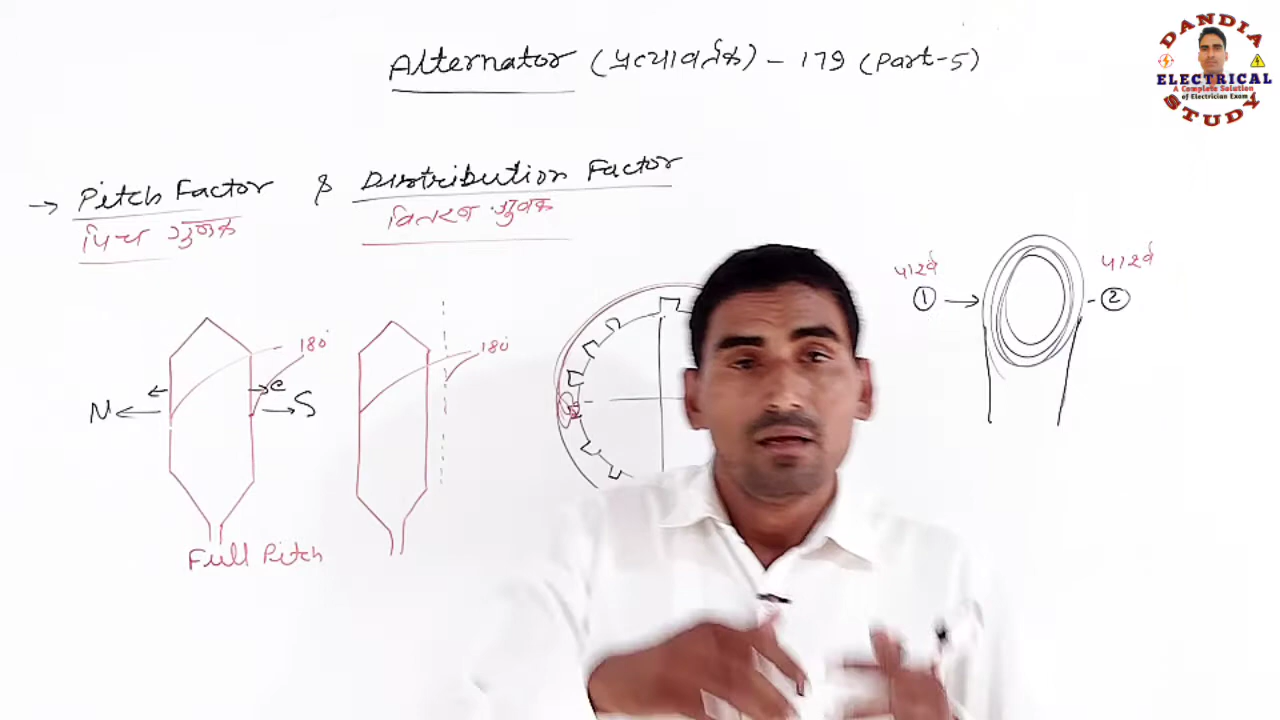 Alternator (प्रत्यावर्तक) - 179 (Part-5)
DANDIA
ELECTRICAL
A Complete Solution
of Electrician Exam
STUDY
→ Pitch Factor & Distribution Factor
पिच गुणक वितरण गुणक
पार्श्व पार्श्व
① → - ②
180° 180°
e
N S
Full Pitch